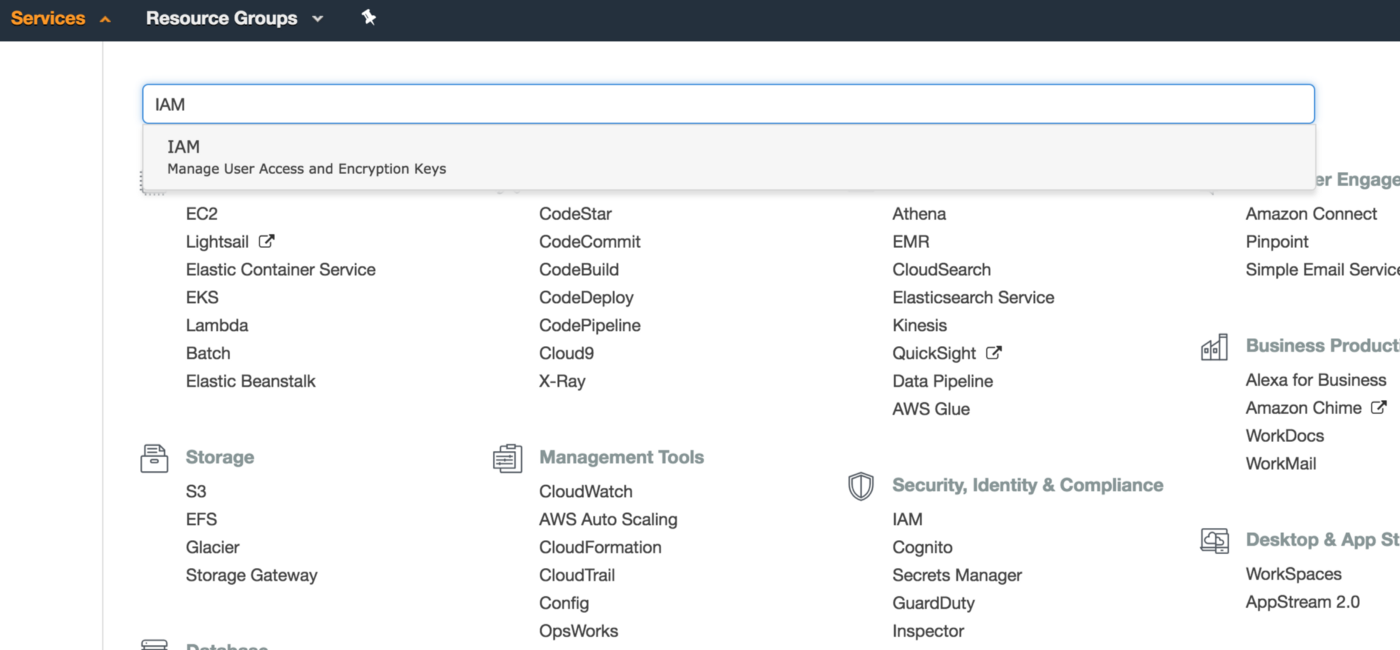 Services Resource Groups
IAM
IAM
Manage User Access and Encryption Keys
EC2
Lightsail
Elastic Container Service
EKS
Lambda
Batch
Elastic Beanstalk
Storage
S3
EFS
Glacier
Storage Gateway
CodeStar
CodeCommit
CodeBuild
CodeDeploy
CodePipeline
Cloud9
X-Ray
Management Tools
CloudWatch
AWS Auto Scaling
CloudFormation
CloudTrail
Config
OpsWorks
Athena
EMR
CloudSearch
Elasticsearch Service
Kinesis
QuickSight
Data Pipeline
AWS Glue
Security, Identity & Compliance
IAM
Cognito
Secrets Manager
GuardDuty
Inspector
er Engage
Amazon Connect
Pinpoint
Simple Email Service
Business Producti
Alexa for Business
Amazon Chime
WorkDocs
WorkMail
Desktop & App St
WorkSpaces
AppStream 2.0